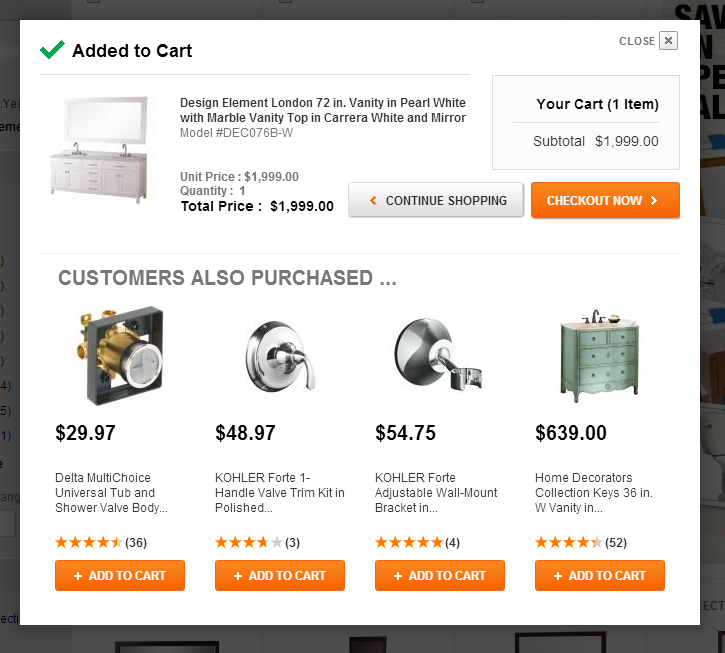 Added to Cart
CLOSE
Design Element London 72 in. Vanity in Pearl White
with Marble Vanity Top in Carrera White and Mirror
Model #DEC076B-W
Unit Price : $1,999.00
Quantity : 1
Total Price : $1,999.00
Your Cart (1 Item)
Subtotal $1,999.00
CONTINUE SHOPPING
CHECKOUT NOW
CUSTOMERS ALSO PURCHASED ...
$29.97
Delta MultiChoice
Universal Tub and
Shower Valve Body...
(36)
+ ADD TO CART
$48.97
KOHLER Forte 1-
Handle Valve Trim Kit in
Polished...
(3)
+ ADD TO CART
$54.75
KOHLER Forte
Adjustable Wall-Mount
Bracket in...
(4)
+ ADD TO CART
$639.00
Home Decorators
Collection Keys 36 in.
W Vanity in...
(52)
+ ADD TO CART